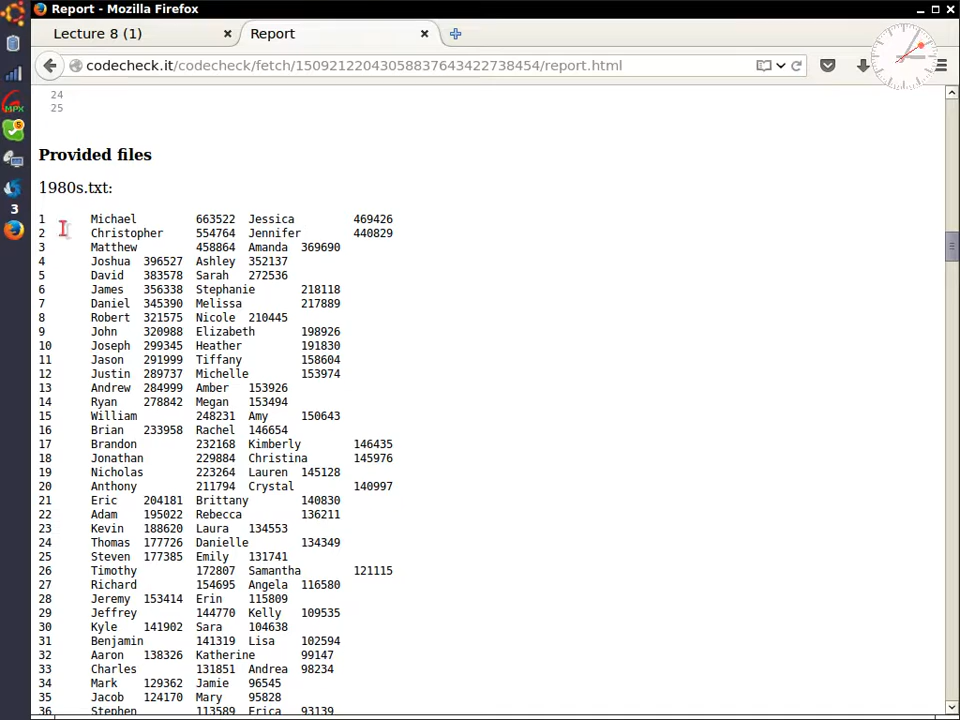 Report - Mozilla Firefox
Lecture 8 (1) Report
codecheck.it/codecheck/fetch/15092122043058837643422738454/report.html
24
25
Provided files
1980s.txt:
1 Michael 663522 Jessica 469426
2 Christopher 554764 Jennifer 440829
3 Matthew 458864 Amanda 369690
4 Joshua 396527 Ashley 352137
5 David 383578 Sarah 272536
6 James 356338 Stephanie 218118
7 Daniel 345390 Melissa 217889
8 Robert 321575 Nicole 210445
9 John 320988 Elizabeth 198926
10 Joseph 299345 Heather 191830
11 Jason 291999 Tiffany 158604
12 Justin 289737 Michelle 153974
13 Andrew 284999 Amber 153926
14 Ryan 278842 Megan 153494
15 William 248231 Amy 150643
16 Brian 233958 Rachel 146654
17 Brandon 232168 Kimberly 146435
18 Jonathan 229884 Christina 145976
19 Nicholas 223264 Lauren 145128
20 Anthony 211794 Crystal 140997
21 Eric 204181 Brittany 140830
22 Adam 195022 Rebecca 136211
23 Kevin 188620 Laura 134553
24 Thomas 177726 Danielle 134349
25 Steven 177385 Emily 131741
26 Timothy 172807 Samantha 121115
27 Richard 154695 Angela 116580
28 Jeremy 153414 Erin 115809
29 Jeffrey 144770 Kelly 109535
30 Kyle 141902 Sara 104638
31 Benjamin 141319 Lisa 102594
32 Aaron 138326 Katherine 99147
33 Charles 131851 Andrea 98234
34 Mark 129362 Jamie 96545
35 Jacob 124170 Mary 95828
36 Stephen 113589 Erica 93139
MPX
5
3